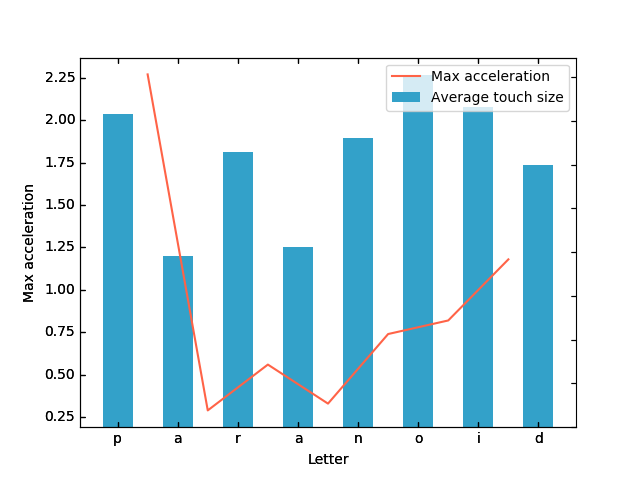 Max acceleration
Average touch size
2.25
2.00
1.75
1.50
1.25
1.00
0.75
0.50
0.25
Max acceleration
p a r a n o i d
Letter